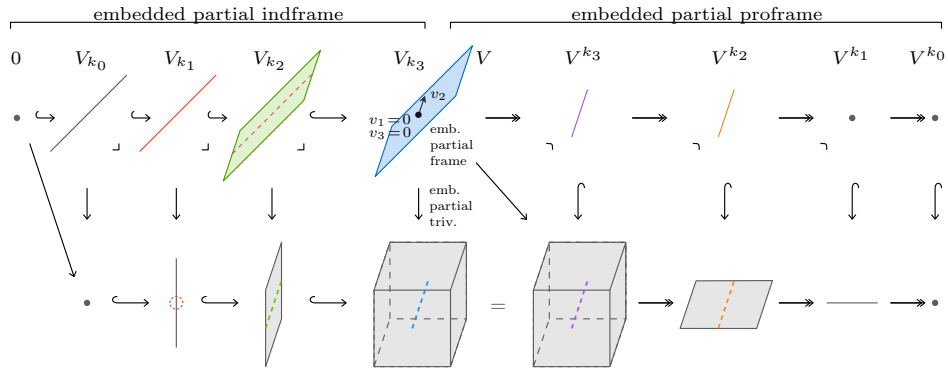 embedded partial indframe embedded partial proframe
0 V_{k_0} V_{k_1} V_{k_2} V_{k_3} V V^{k_3} V^{k_2} V^{k_1} V^{k_0}
v_2
v_1=0
v_3=0
emb.
partial
frame
emb.
partial
triv.
=